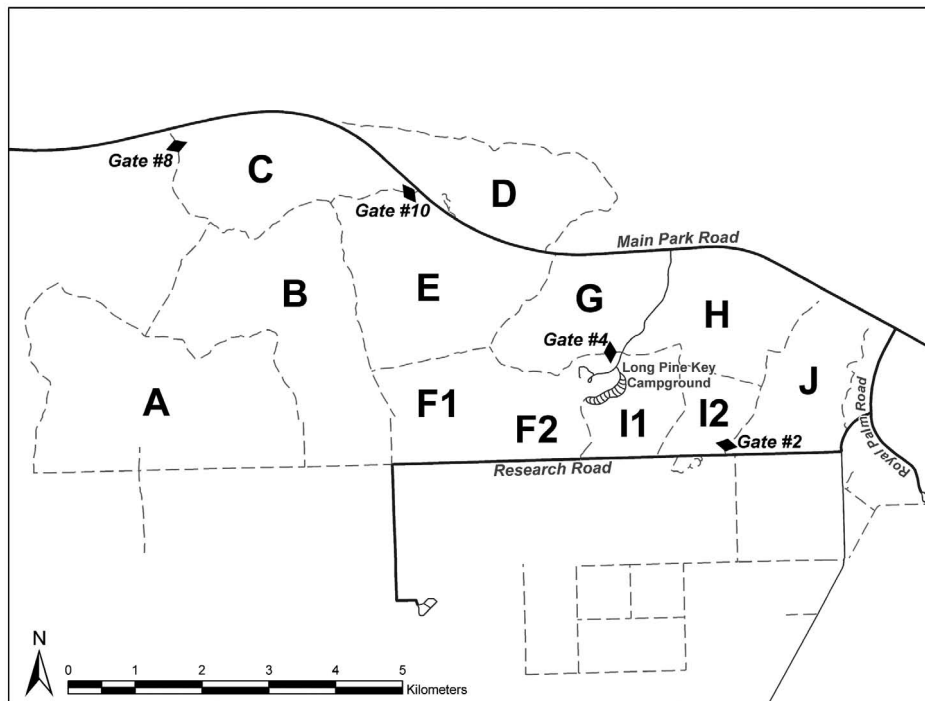 C
Gate #8
D
Gate #10
Main Park Road
B
E
G
H
Gate #4
Long Pine Key
Campground
A
J
F1
F2
I1
I2
Gate #2
Royal Palm Road
Research Road
N
0 1 2 3 4 5
Kilometers